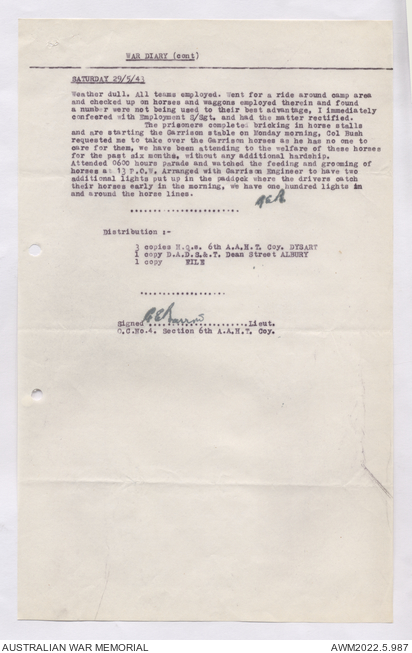 WAR DIARY (cont)
SATURDAY 29/5/43
Weather dull. All teams employed. Went for a ride around camp area
and checked up on horses and waggons employed therein and found
a number were not being used to their best advantage, I immediately
confeered with Employment S/Sgt. and had the matter rectified.
The prisoners completed bricking in horse stalls
and are starting the Garrison stable on Monday morning, Col Bush
requested me to take over the Garrison horses as he has no one to
care for them, we have been attending to the welfare of these horses
for the past six months, without any additional hardship.
Attended 0600 hours parade and watched the feeding and grooming of
horses at 13 P.O.W. Arranged with Garrison Engineer to have two
additional lights put up in the paddock where the drivers catch
their horses early in the morning, we have one hundred lights in
and around the horse lines.
....................
Distribution :-
3 copies H.Q.s. 6th A.A.H.T. Coy. DYSART
1 copy D.A.D.S.&.T. Dean Street ALBURY
1 copy FILE
....................
Signed ....................Lieut.
O.C.No.4. Section 6th A.A.H.T. Coy.
AUSTRALIAN WAR MEMORIAL
AWM2022.5.987